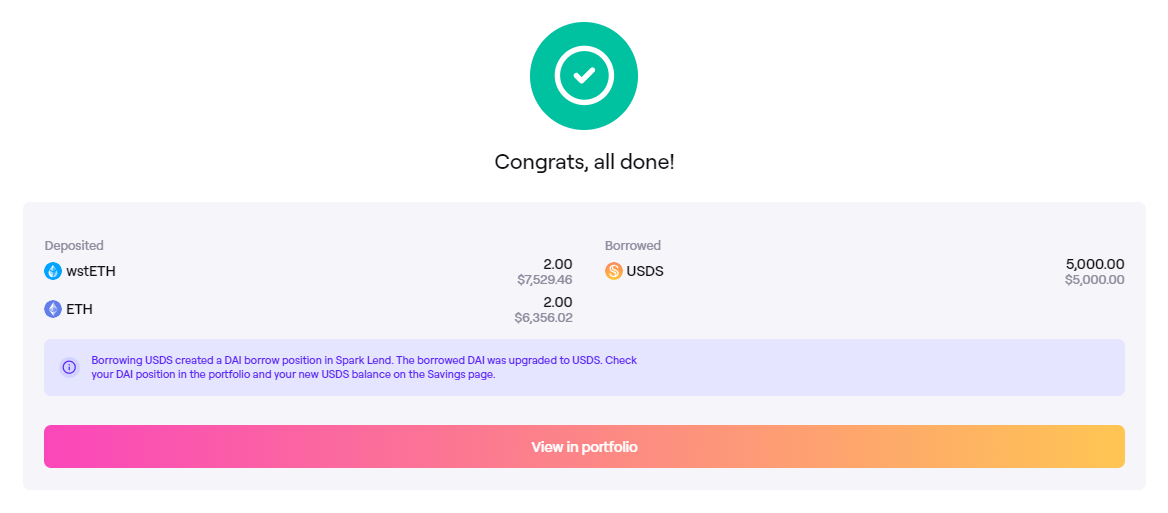 Congrats, all done!
Deposited
wstETH
2.00
$7,529.46
ETH
2.00
$6,356.02
Borrowed
USDS
5,000.00
$5,000.00
Borrowing USDS created a DAI borrow position in Spark Lend. The borrowed DAI was upgraded to USDS. Check
your DAI position in the portfolio and your new USDS balance on the Savings page.
View in portfolio